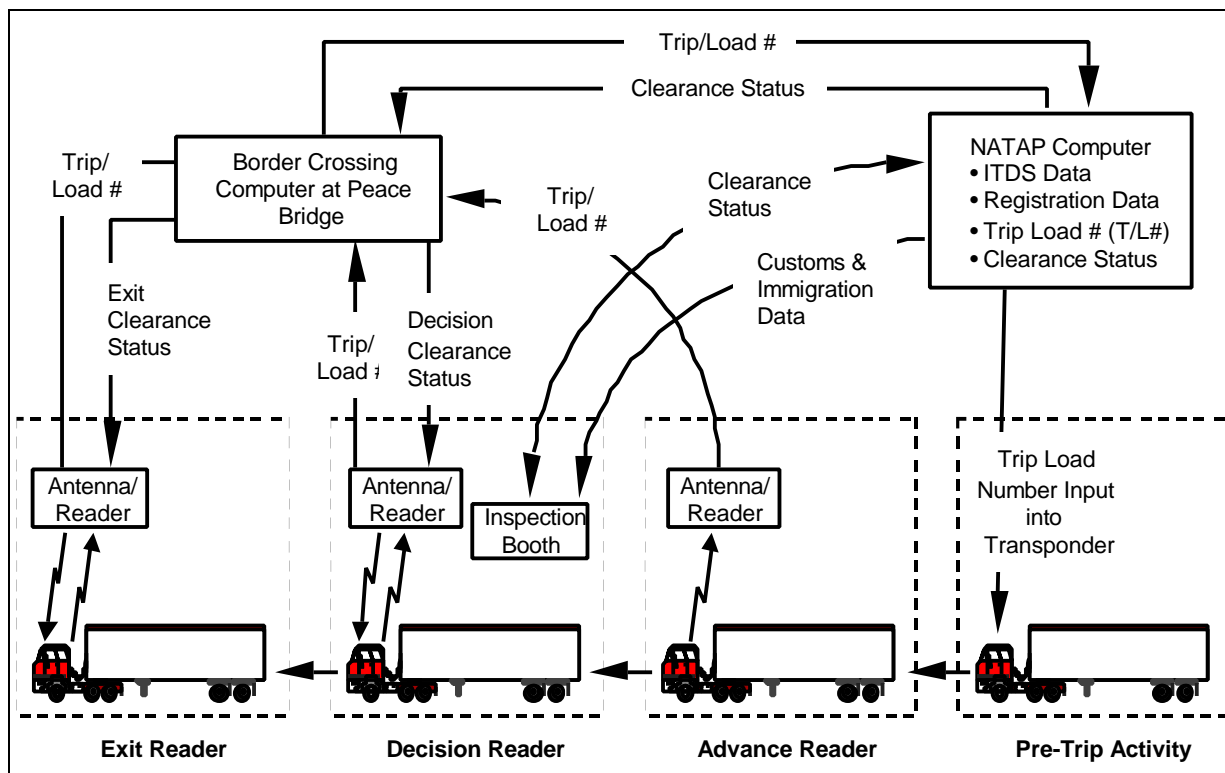 Trip/Load #
Clearance Status
Trip/
Load #
Border Crossing
Computer at Peace
Bridge
Trip/
Load #
Clearance
Status
NATAP Computer
• ITDS Data
• Registration Data
• Trip Load # (T/L#)
• Clearance Status
Exit
Clearance
Status
Trip/
Load #
Decision
Clearance
Status
Customs &
Immigration
Data
Antenna/
Reader
Antenna/
Reader
Inspection
Booth
Antenna/
Reader
Trip Load
Number Input
into
Transponder
Exit Reader
Decision Reader
Advance Reader
Pre-Trip Activity